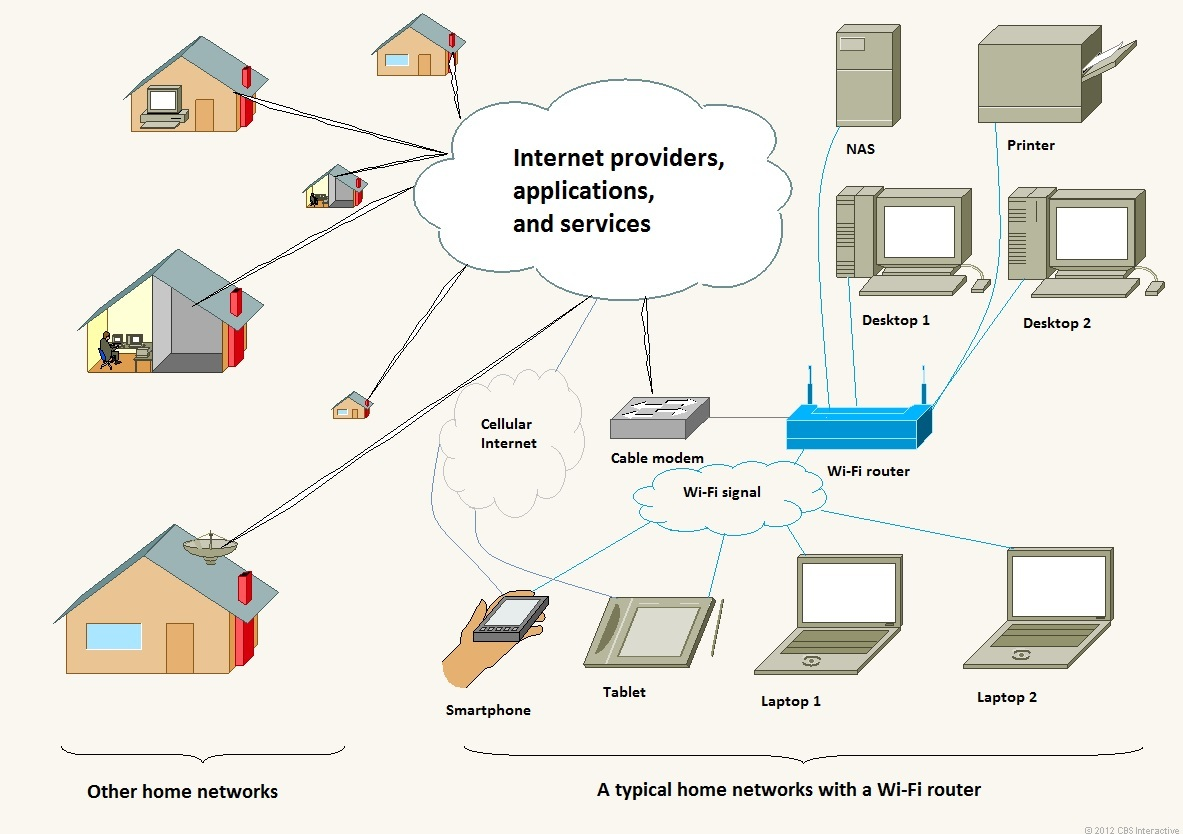 Internet providers,
applications,
and services
NAS
Printer
Desktop 1
Desktop 2
Cellular
Internet
Cable modem
Wi-Fi router
Wi-Fi signal
Smartphone
Tablet
Laptop 1
Laptop 2
Other home networks
A typical home networks with a Wi-Fi router
© 2012 CBS Interactive